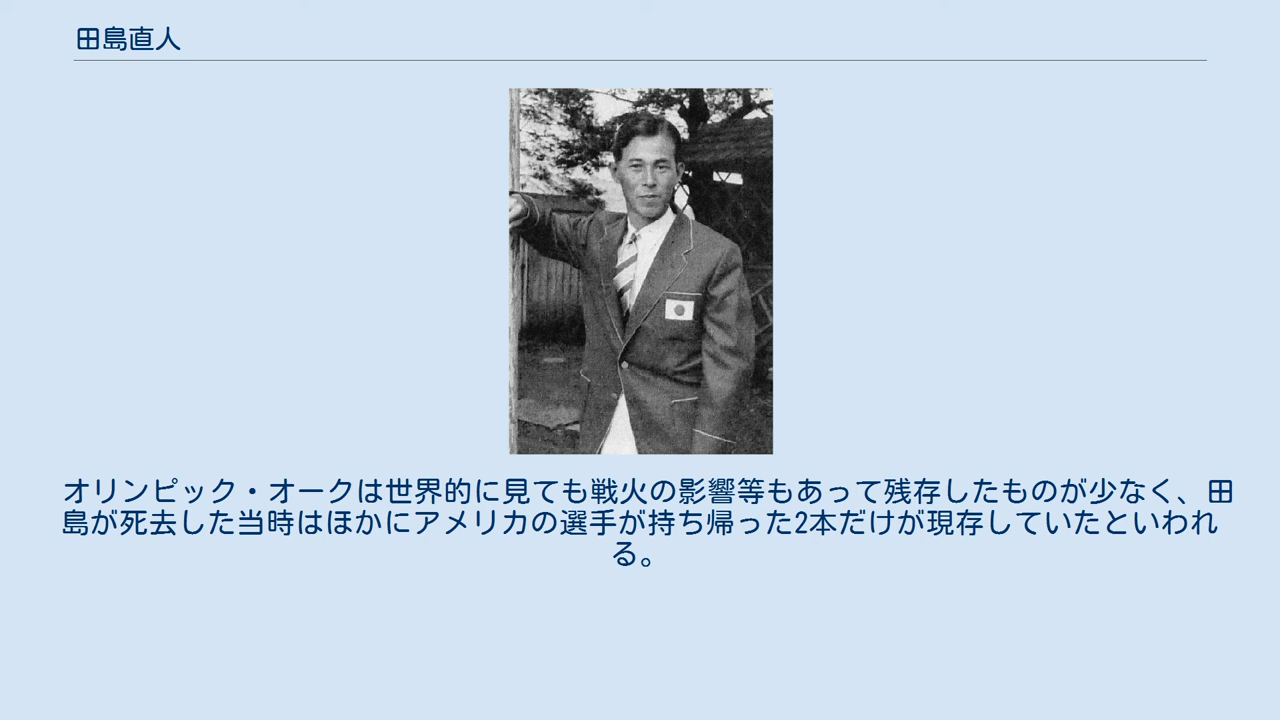 田島直人
オリンピック・オークは世界的に見ても戦火の影響等もあって残存したものが少なく、田
島が死去した当時はほかにアメリカの選手が持ち帰った2本だけが現存していたといわれ
る。